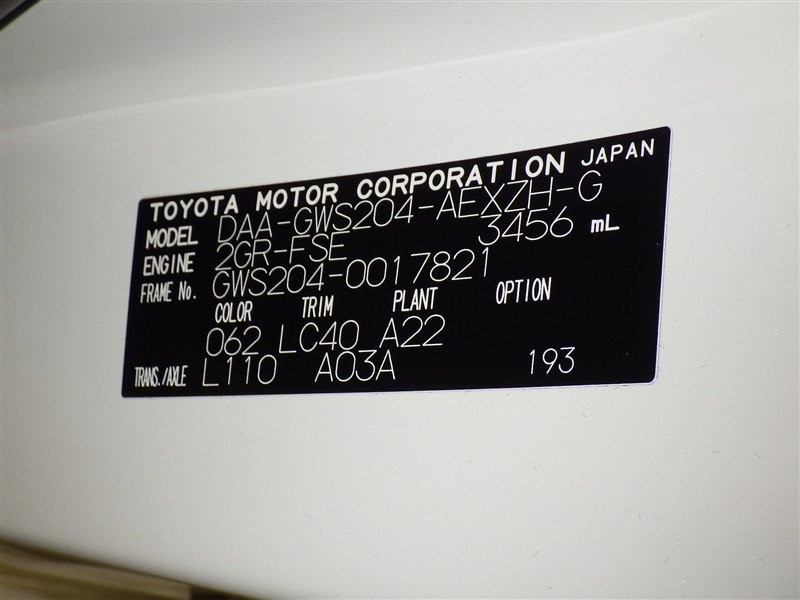 TOYOTA MOTOR CORPORATION JAPAN
MODEL DAA-GWS204-AEXZH-G
ENGINE 2GR-FSE 3456 mL
FRAME No. GWS204-0017821
COLOR TRIM PLANT OPTION
062 LC40 A22
TRANS./AXLE L110 A03A 193